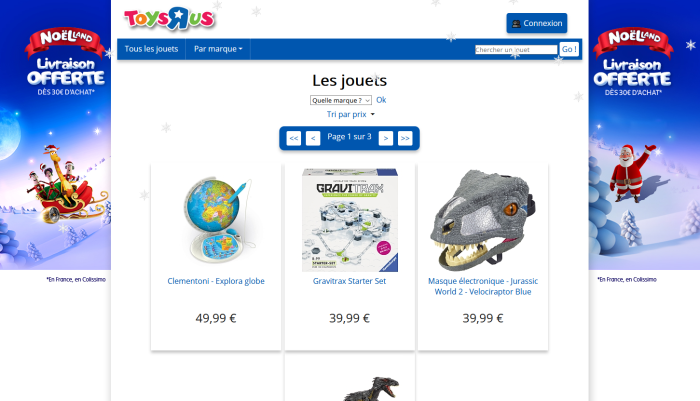 TOYS R US
Connexion
Tous les jouets
Par marque
Chercher un jouet
Go !
NOËLLAND
Livraison
OFFERTE
DÈS 30€ D'ACHAT*
*En France, en Colissimo
NOËLLAND
Livraison
OFFERTE
DÈS 30€ D'ACHAT*
*En France, en Colissimo
Les jouets
Quelle marque ?
Ok
Tri par prix
<<
<
Page 1 sur 3
>
>>
GRAVITRAX
STARTER-SET
Ravensburger
Clementoni - Explora globe
49,99 €
Gravitrax Starter Set
39,99 €
Masque électronique - Jurassic
World 2 - Velociraptor Blue
39,99 €